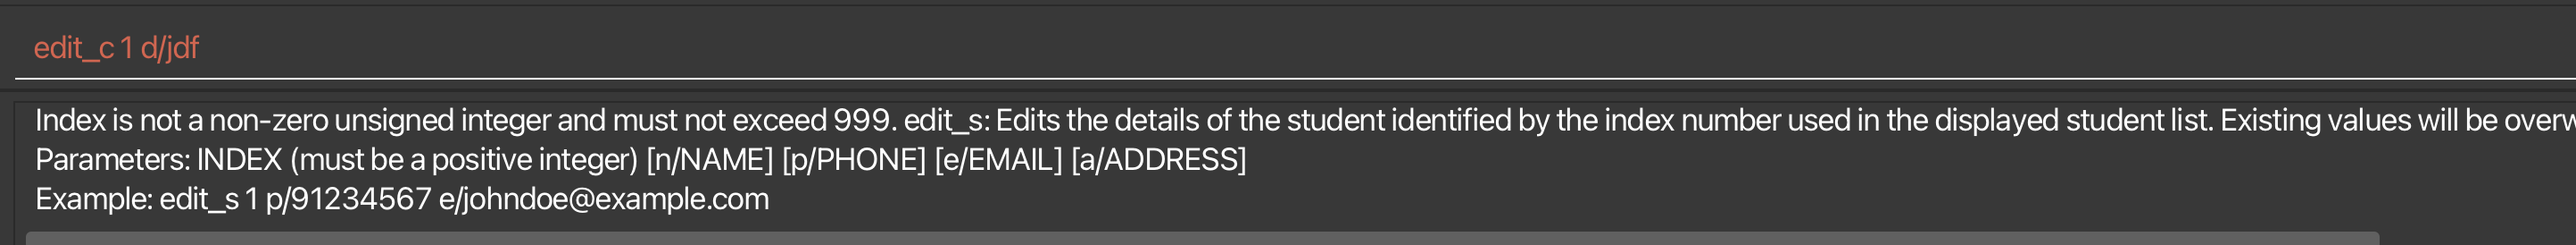 edit_c 1 d/jdf
Index is not a non-zero unsigned integer and must not exceed 999. edit_s: Edits the details of the student identified by the index number used in the displayed student list. Existing values will be
Parameters: INDEX (must be a positive integer) [n/NAME] [p/PHONE] [e/EMAIL] [a/ADDRESS]
Example: edit_s 1 p/91234567 e/johndoe@example.com